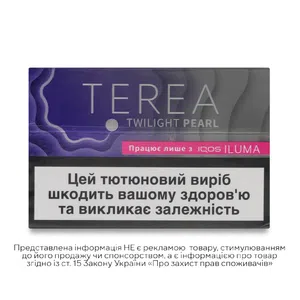 TEREA
TWILIGHT PEARL
Працює лише з IQOS ILUMA
Цей тютюновий виріб
шкодить вашому здоров'ю
та викликає залежність
Представлена інформація НЕ є рекламою товару, стимулюванням
до його продажу чи спонсорством, а є інформацією про товар
згідно із ст. 15 Закону України «Про захист прав споживачів»